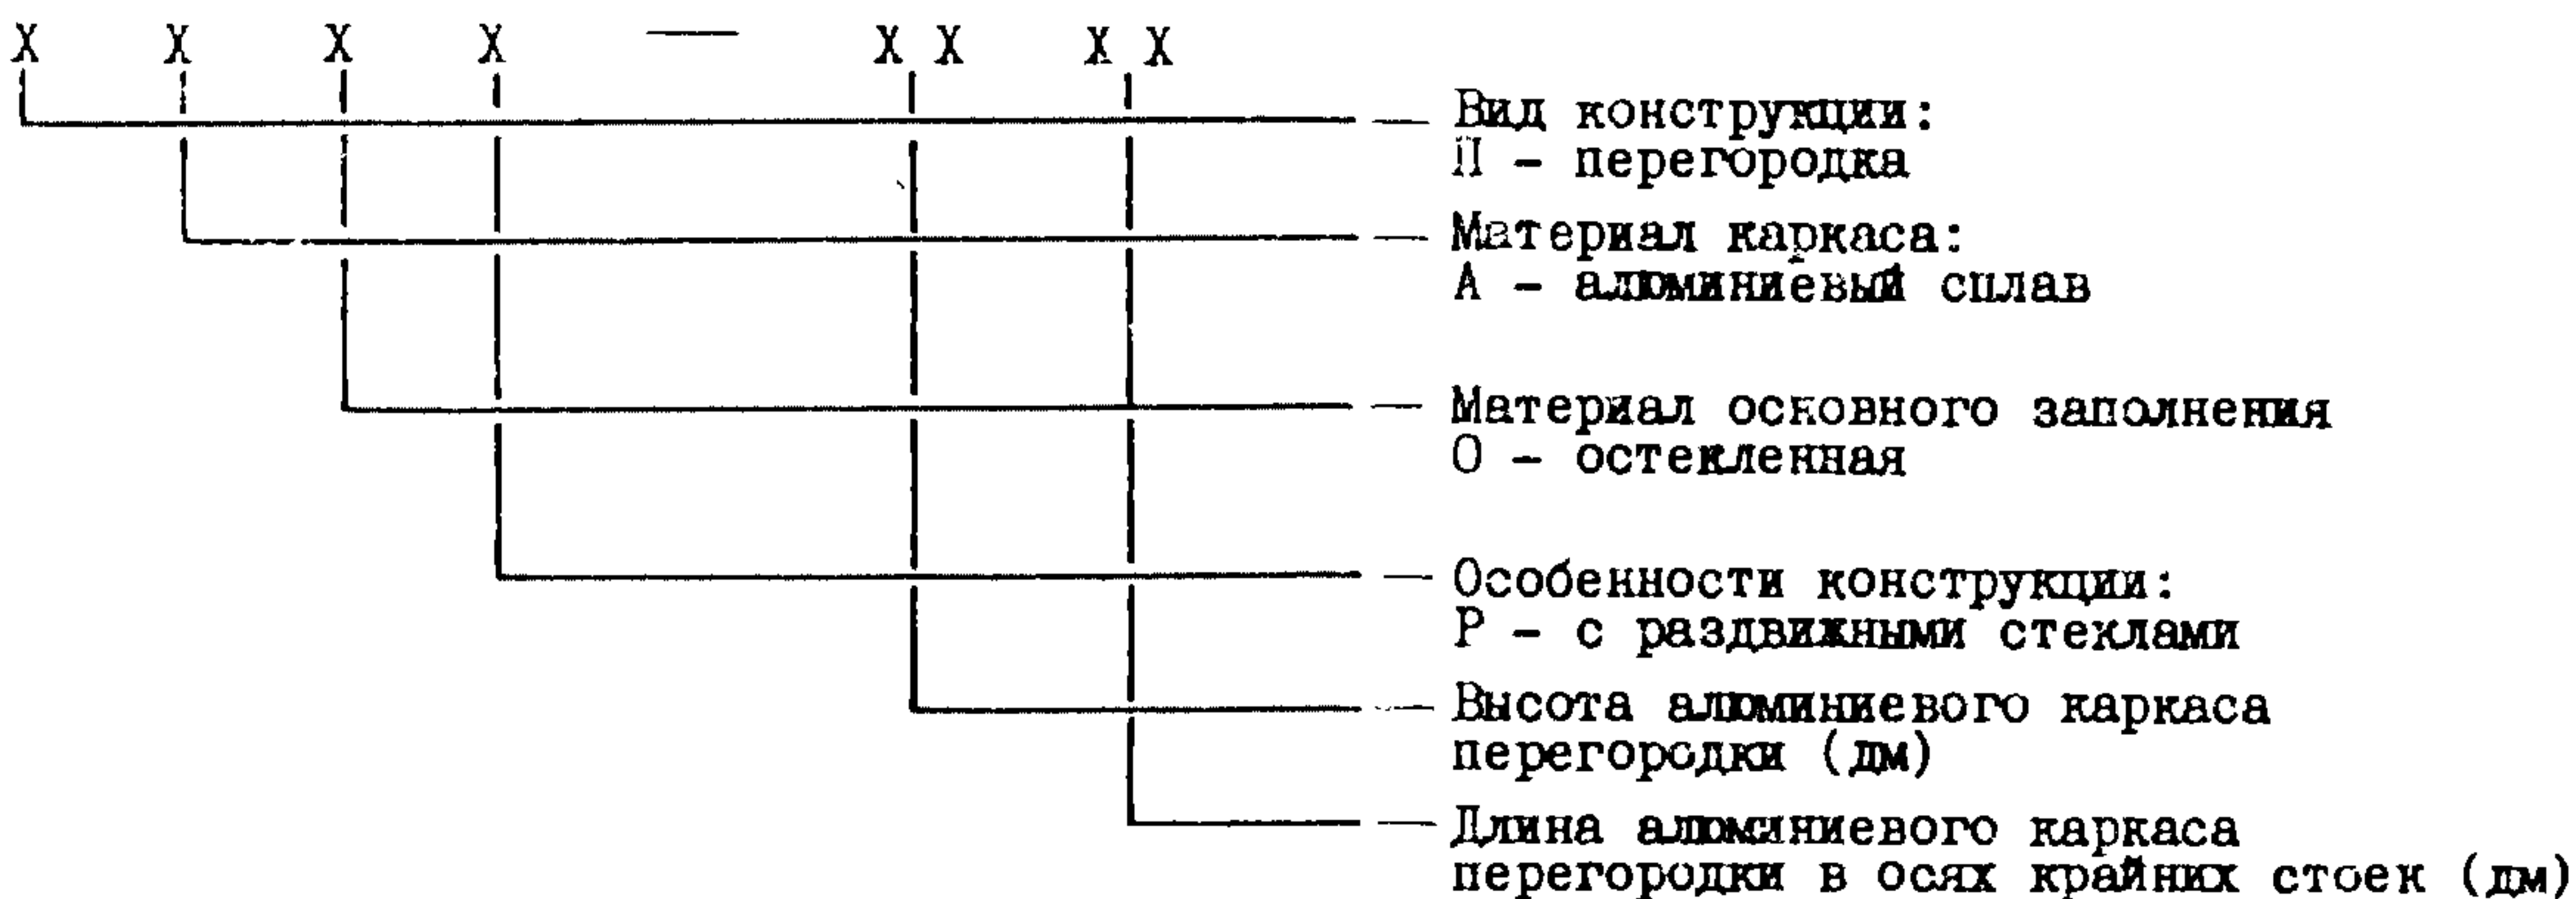 Х Х Х Х — Х Х Х Х
— Вид конструкции:
П - перегородка
— Материал каркаса:
А - алюминиевый сплав
— Материал основного заполнения
О - остекленная
— Особенности конструкции:
Р - с раздвижными стеклами
— Высота алюминиевого каркаса
перегородки (дм)
— Длина алюминиевого каркаса
перегородки в осях крайних стоек (дм)